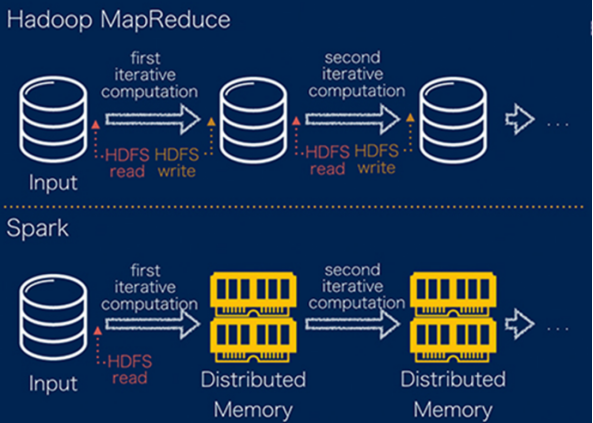 Hadoop MapReduce
first
iterative
computation
second
iterative
computation
HDFS
read
HDFS
write
HDFS
read
HDFS
write
Input
...
Spark
first
iterative
computation
second
iterative
computation
HDFS
read
...
Input
Distributed
Memory
Distributed
Memory